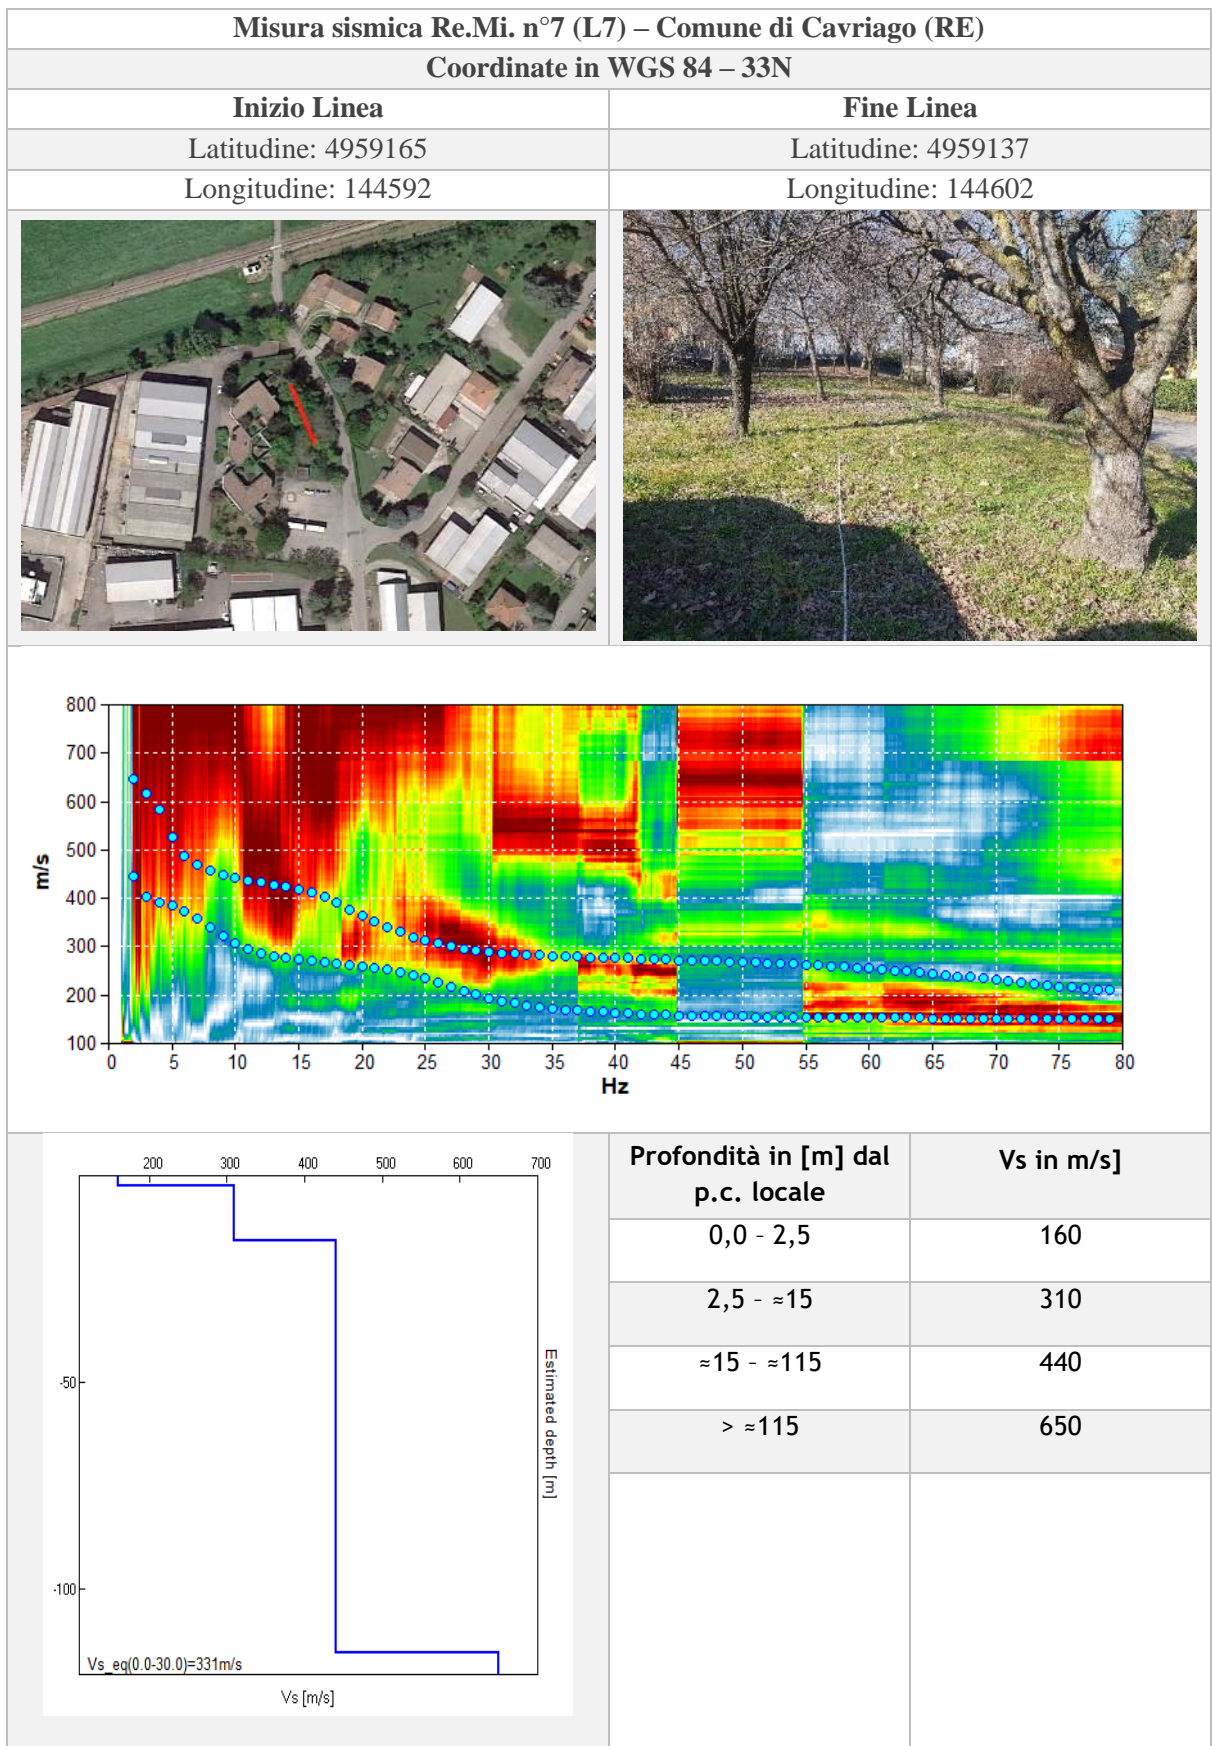 Misura sismica Re.Mi. n°7 (L7) – Comune di Cavriago (RE)
Coordinate in WGS 84 – 33N
Inizio Linea
Fine Linea
Latitudine: 4959165
Latitudine: 4959137
Longitudine: 144592
Longitudine: 144602
800
700
600
500
400
300
200
100
m/s
0 5 10 15 20 25 30 35 40 45 50 55 60 65 70 75 80
Hz
200 300 400 500 600 700
-50
-100
Estimated depth [m]
Vs_eq(0.0-30.0)=331m/s
Vs [m/s]
Profondità in [m] dal
p.c. locale
Vs in m/s]
0,0 – 2,5
160
2,5 – ≈15
310
≈15 – ≈115
440
> ≈115
650